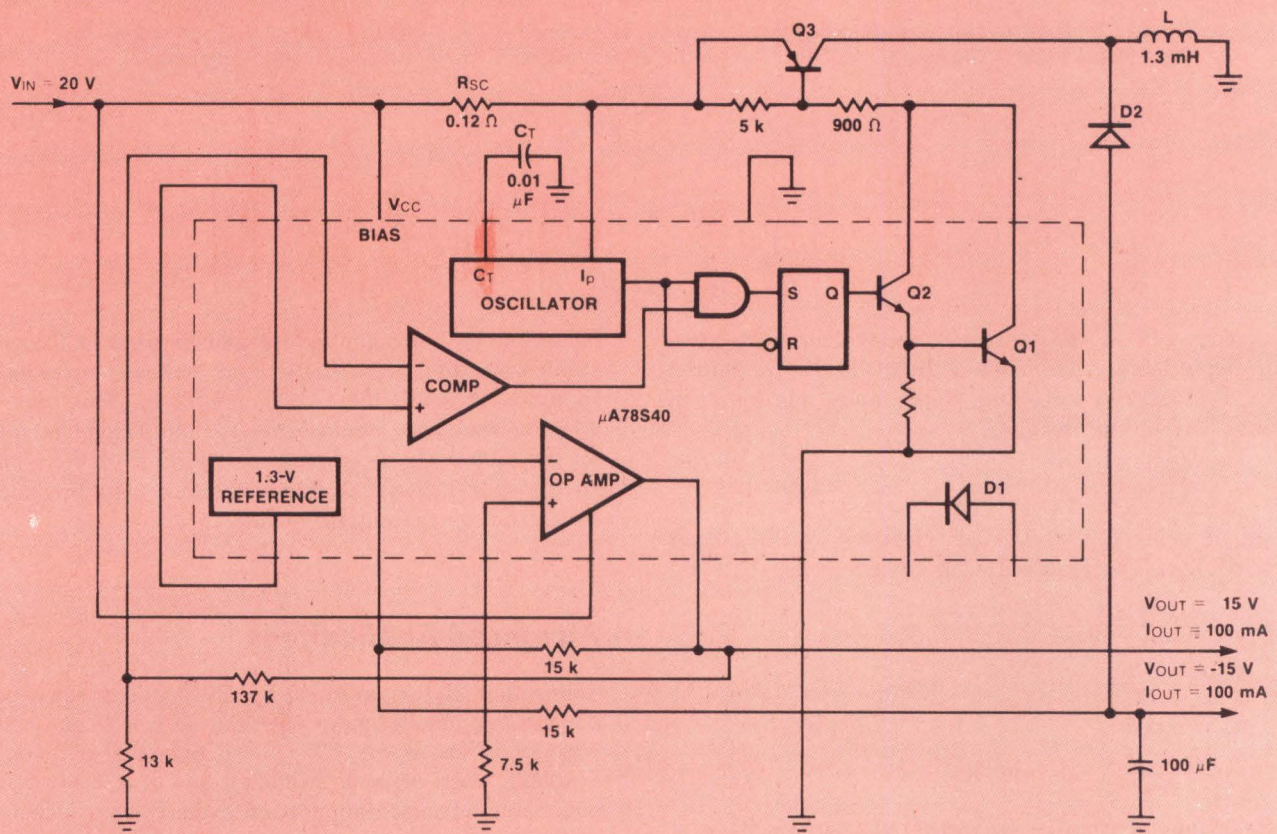 Q3
L
1.3 mH
VIN = 20 V
RSC
0.12 Ω
5 k
900 Ω
D2
CT
0.01
μF
VCC
BIAS
CT
IP
OSCILLATOR
S
Q
R
Q2
Q1
−
COMP
+
μA78S40
1.3-V
REFERENCE
−
OP AMP
+
D1
VOUT = 15 V
IOUT = 100 mA
15 k
VOUT = -15 V
137 k
IOUT = 100 mA
15 k
13 k
7.5 k
100 μF